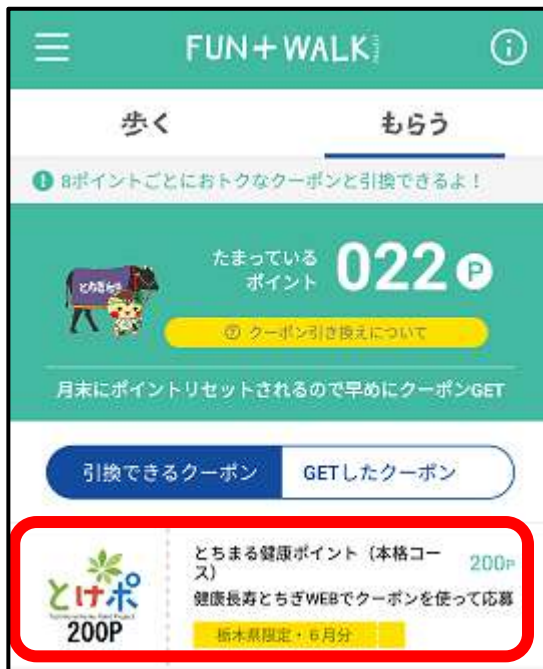 FUN+WALK
歩く
もらう
8ポイントごとにおトクなクーポンと引換できるよ！
たまっている
ポイント
022 P
とちぎ
クーポン引き換えについて
月末にポイントリセットされるので早めにクーポンGET
引換できるクーポン
GETしたクーポン
とけポ
200P
とちまる健康ポイント（本格コー
ス）
200P
健康長寿とちぎWEBでクーポンを使って応募
栃木県限定・６月分